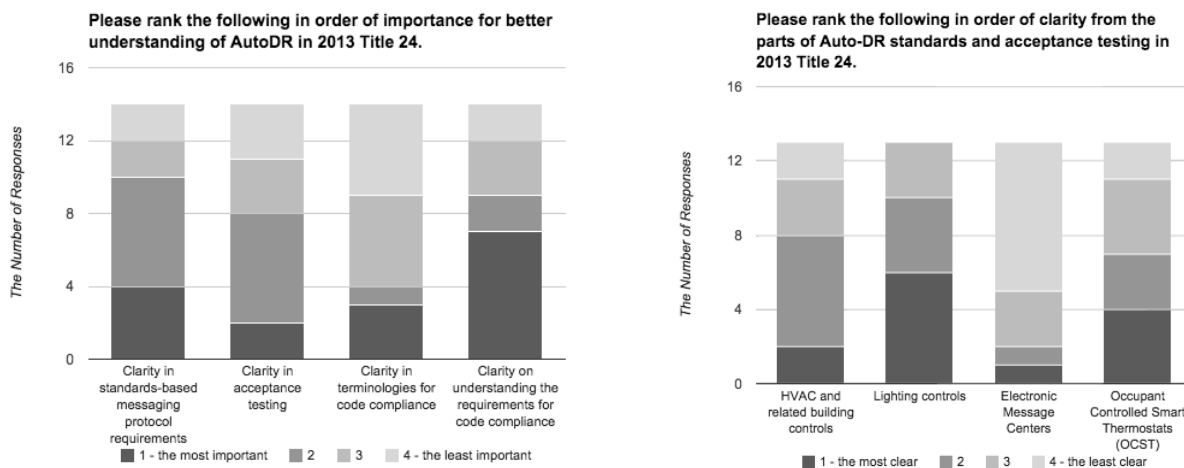 Please rank the following in order of importance for better
understanding of AutoDR in 2013 Title 24.
16
12
8
4
0
The Number of Responses
Clarity in
standards-based
messaging
protocol
requirements
Clarity in
acceptance
testing
Clarity in
terminologies for
code compliance
Clarity on
understanding the
requirements for
code compliance
1 - the most important 2 3 4 - the least important
Please rank the following in order of clarity from the
parts of Auto-DR standards and acceptance testing in
2013 Title 24.
16
12
8
4
0
The Number of Responses
HVAC and
related building
controls
Lighting controls
Electronic
Message
Centers
Occupant
Controlled Smart
Thermostats
(OCST)
1 - the most clear 2 3 4 - the least clear